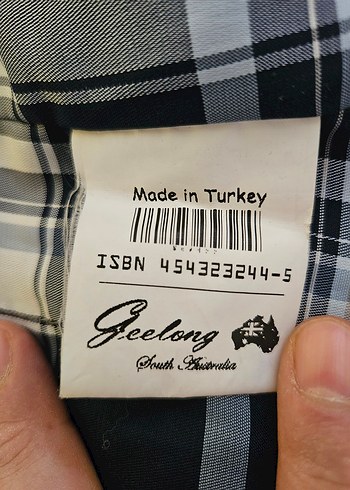 Made in Turkey
ISBN 454323244-5
Geelong
South Australia